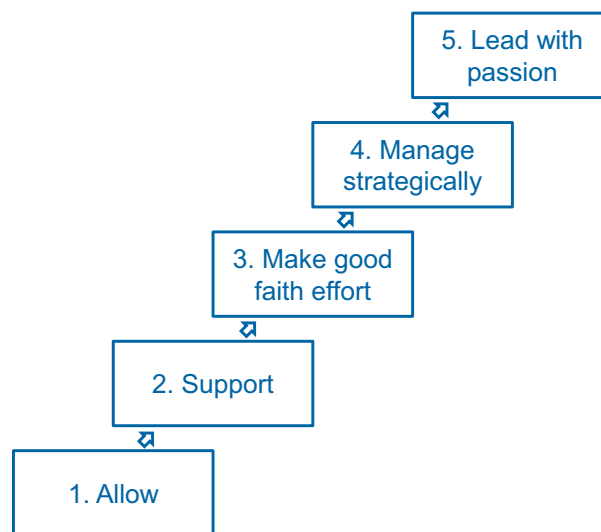 5. Lead with
passion
4. Manage
strategically
3. Make good
faith effort
2. Support
1. Allow